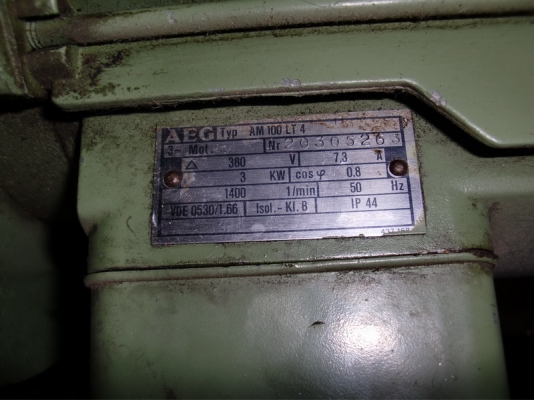 AEG Typ AM 100 LT 4
3~ Mot. Nr. 20305263
△ 380 V 7,3 A
3 KW cos φ 0.8
1400 1/min 50 Hz
VDE 0530/1.66 Isol.-Kl. B IP 44